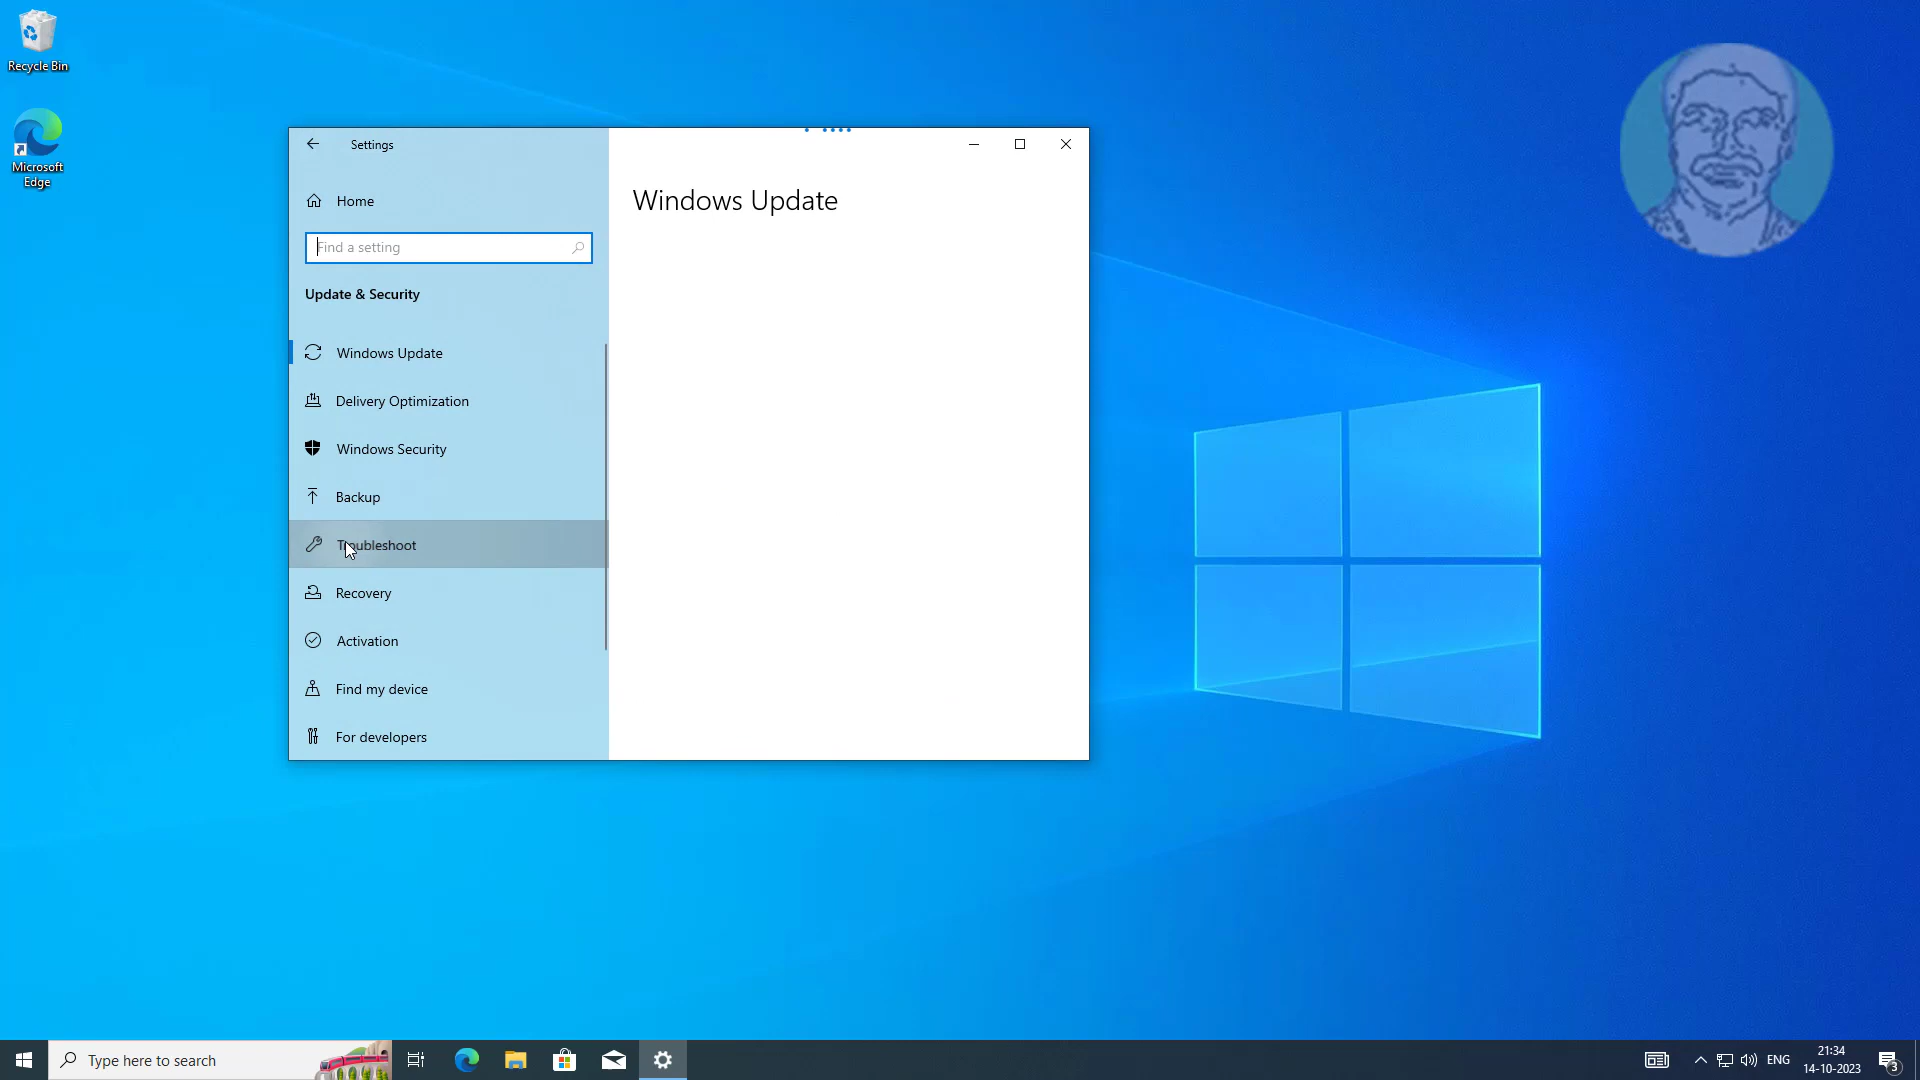 Recycle Bin
Microsoft
Edge
Settings
Home
Find a setting
Update & Security
Windows Update
Delivery Optimization
Windows Security
Backup
Troubleshoot
Recovery
Activation
Find my device
For developers
Windows Update
Type here to search
ENG
21:34
14-10-2023
3